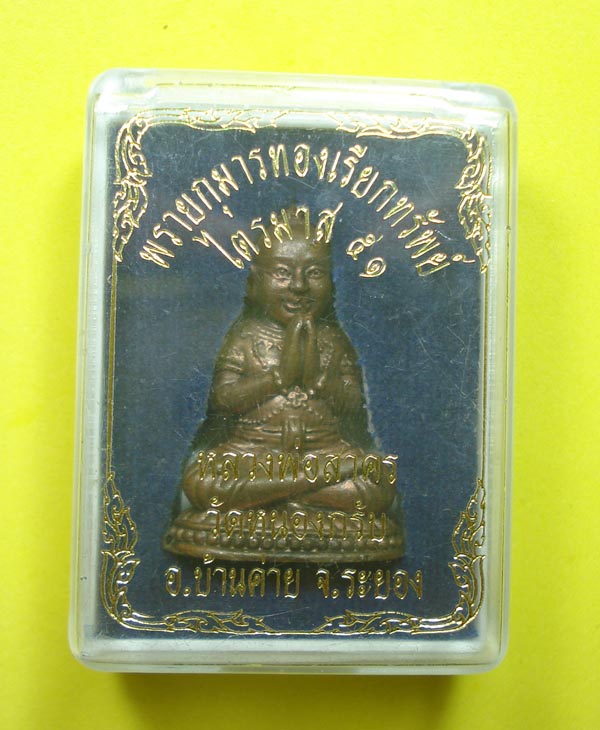 พรายกุมารทองเรียกทรัพย์
ไตรมาส ๕๑
หลวงพ่อสาคร
วัดหนองกรับ
อ.บ้านค่าย จ.ระยอง